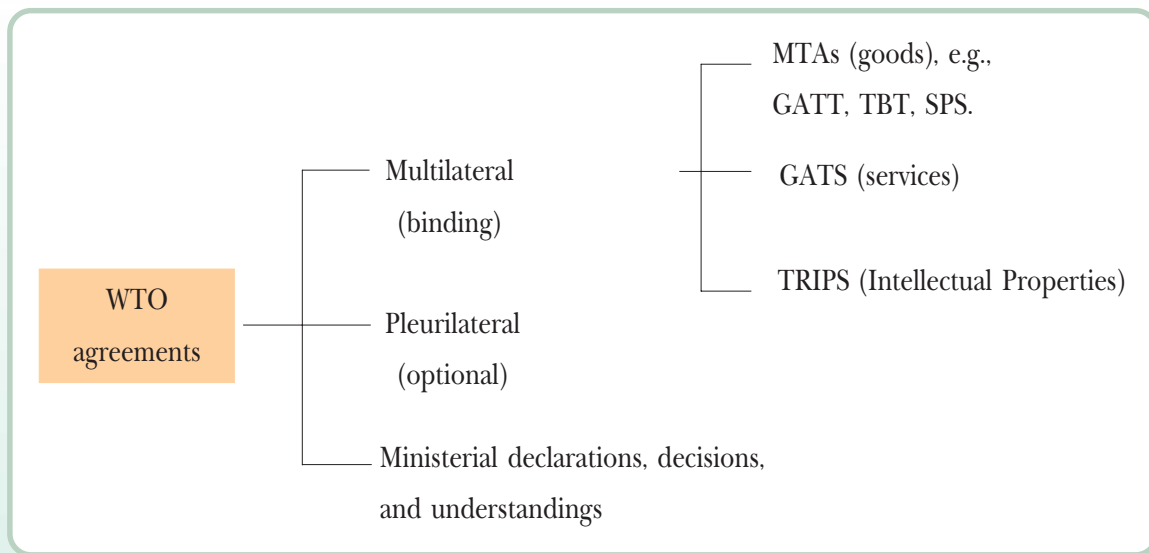 MTAs (goods), e.g.,
GATT, TBT, SPS.
Multilateral
(binding)
GATS (services)
TRIPS (Intellectual Properties)
WTO
agreements
Pleurilateral
(optional)
Ministerial declarations, decisions,
and understandings